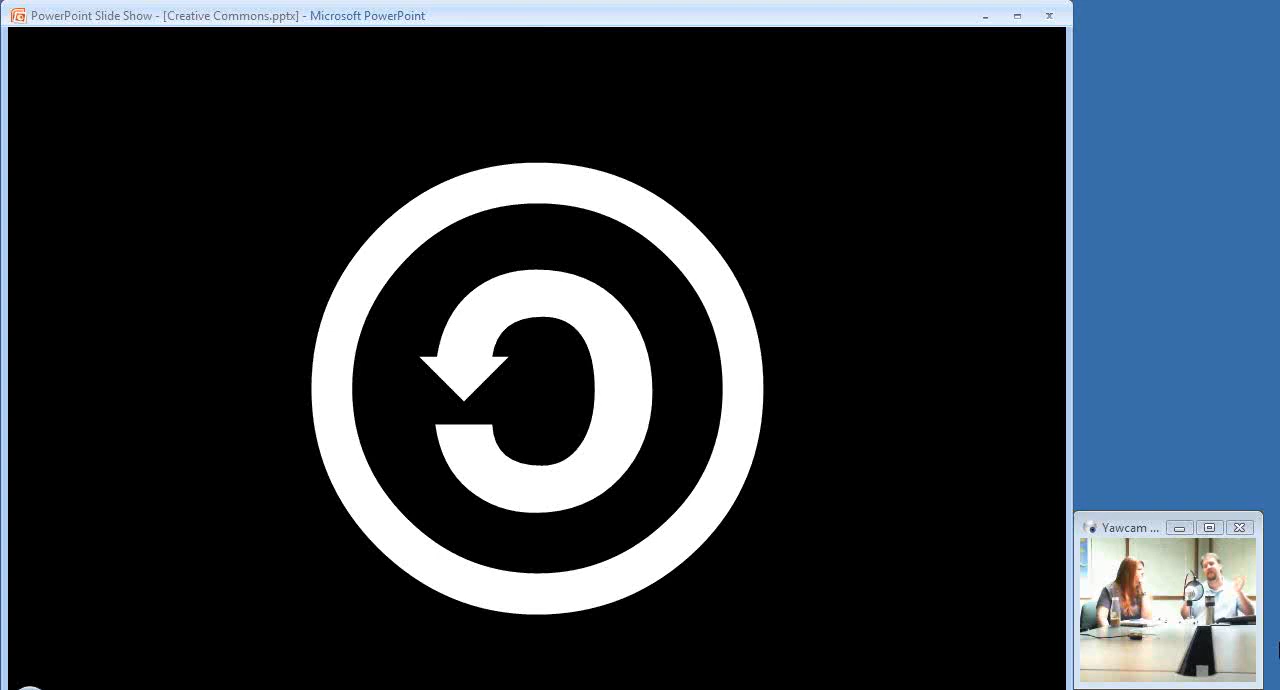 PowerPoint Slide Show - [Creative Commons.pptx] - Microsoft PowerPoint
Yawcam ...